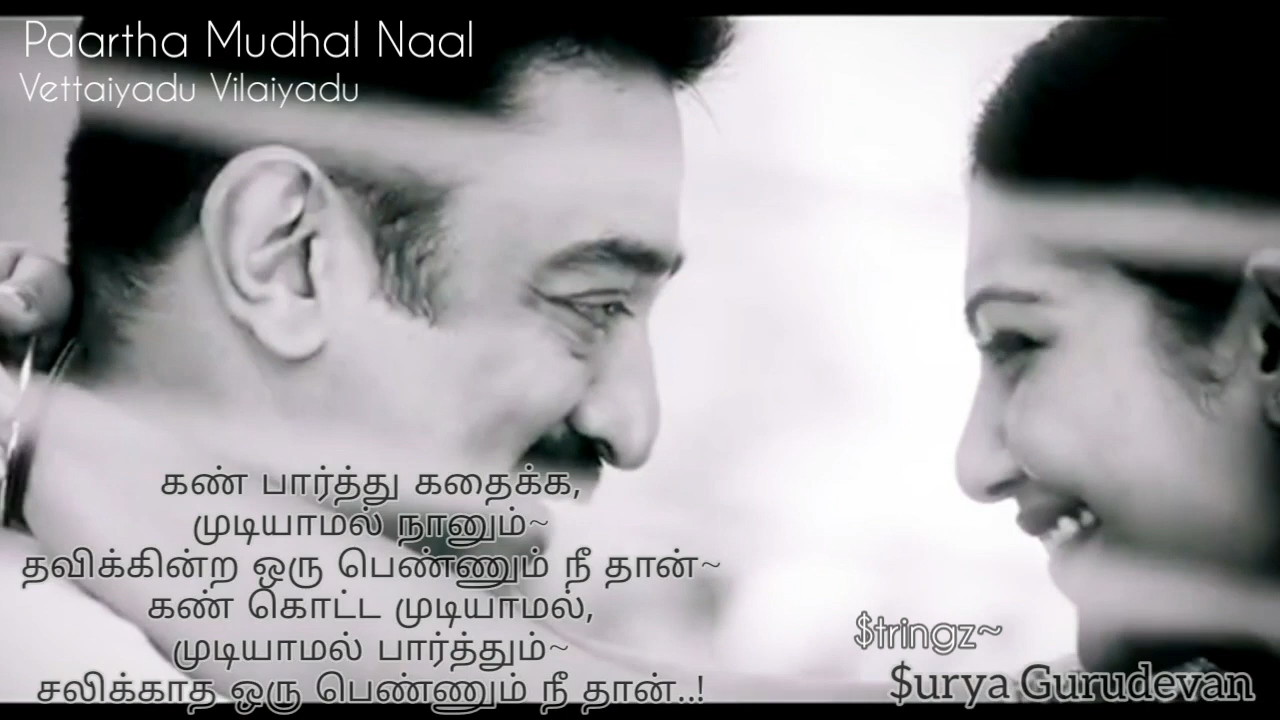 Paartha Mudhal Naal
Vettaiyadu Vilaiyadu
கண் பார்த்து கதைக்க,
முடியாமல் நானும்~
தவிக்கின்ற ஒரு பெண்ணும் நீ தான்~
கண் கொட்ட முடியாமல்,
முடியாமல் பார்த்தும்~
சலிக்காத ஒரு பெண்ணும் நீ தான்..!
$tringz~
$urya Gurudevan